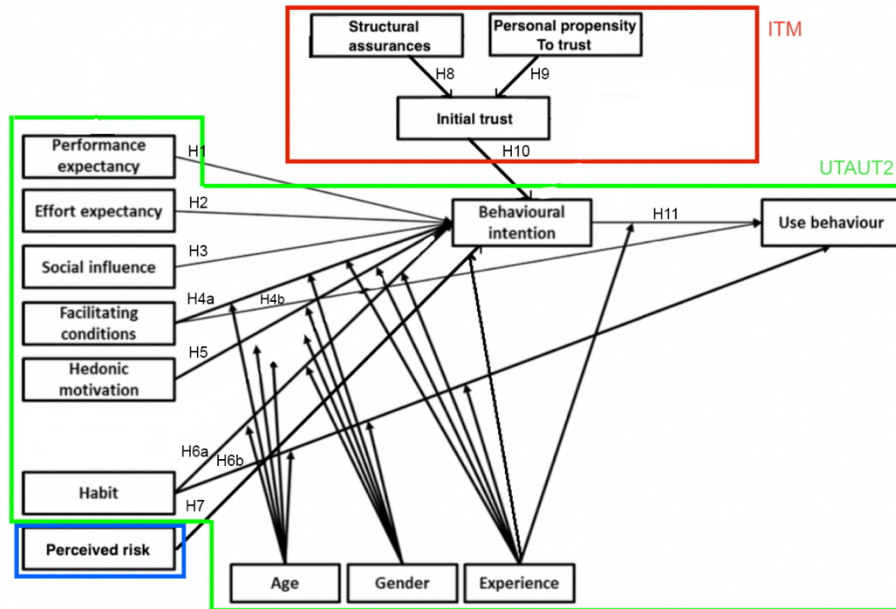 Structural
assurances
Personal propensity
To trust
ITM
H8
H9
Initial trust
H10
UTAUT2
Performance
expectancy
H1
Effort expectancy
H2
Behavioural
intention
H11
Use behaviour
Social influence
H3
Facilitating
conditions
H4a
H4b
Hedonic
motivation
H5
Habit
H6a
H6b
H7
Perceived risk
Age
Gender
Experience